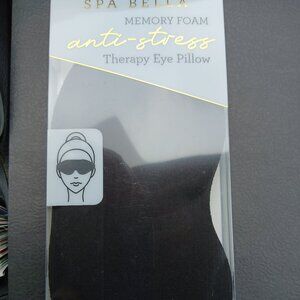 SPA BELLA
MEMORY FOAM
anti-stress
Therapy Eye Pillow